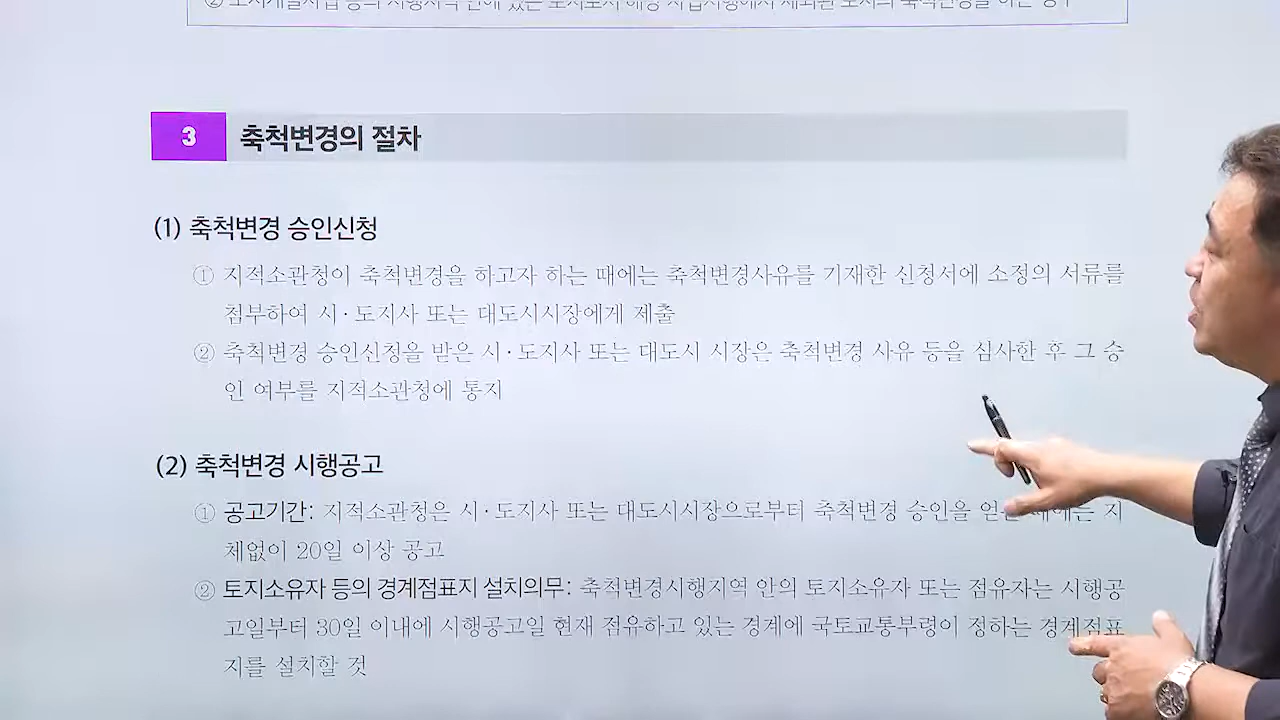 3 축척변경의 절차
(1) 축척변경 승인신청
① 지적소관청이 축척변경을 하고자 하는 때에는 축척변경사유를 기재한 신청서에 소정의 서류를
첨부하여 시·도지사 또는 대도시시장에게 제출
② 축척변경 승인신청을 받은 시·도지사 또는 대도시 시장은 축척변경 사유 등을 심사한 후 그 승
인 여부를 지적소관청에 통지
(2) 축척변경 시행공고
① 공고기간: 지적소관청은 시·도지사 또는 대도시시장으로부터 축척변경 승인을 지
체없이 20일 이상 공고
② 토지소유자 등의 경계점표지 설치의무: 축척변경시행지역 안의 토지소유자 또는 점유자는 시행공
고일부터 30일 이내에 시행공고일 현재 점유하고 있는 경계에 국토교통부령이 정하는 경계점표
지를 설치할 것